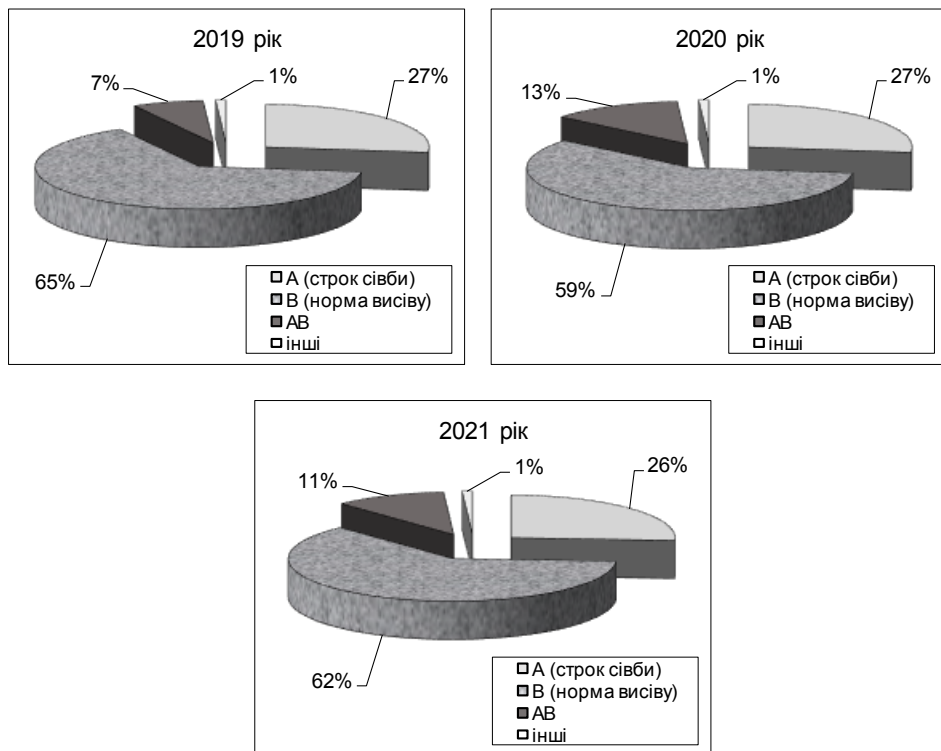 2019 рік
7%
1%
27%
65%
А (строк сівби)
В (норма висіву)
АВ
інші
2020 рік
13%
1%
27%
59%
А (строк сівби)
В (норма висіву)
АВ
інші
2021 рік
11%
1%
26%
62%
А (строк сівби)
В (норма висіву)
АВ
інші